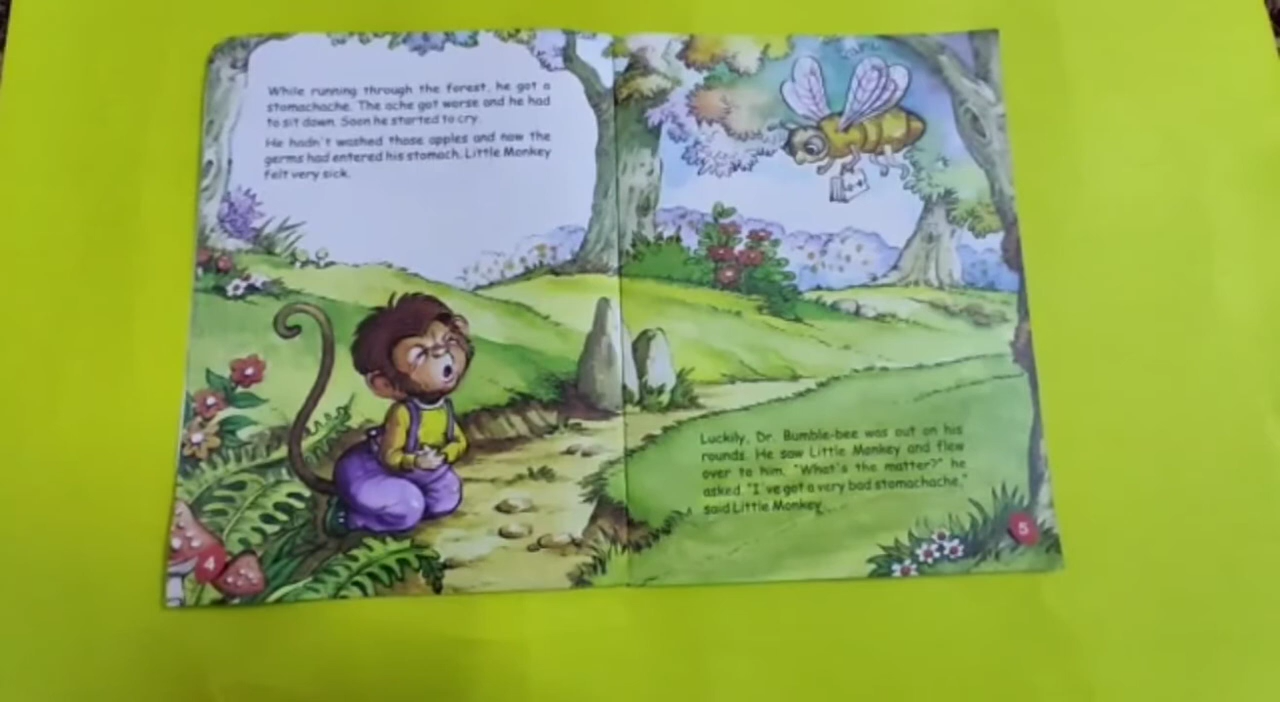 While running through the forest, he got a
stomachache. The ache got worse and he had
to sit down. Soon he started to cry.
He hadn't washed those apples and now the
germs had entered his stomach. Little Monkey
felt very sick.
4
Luckily, Dr. Bumble-bee was out on his
rounds. He saw Little Monkey and flew
over to him. "What's the matter?" he
asked. "I've got a very bad stomachache,"
said Little Monkey.
5